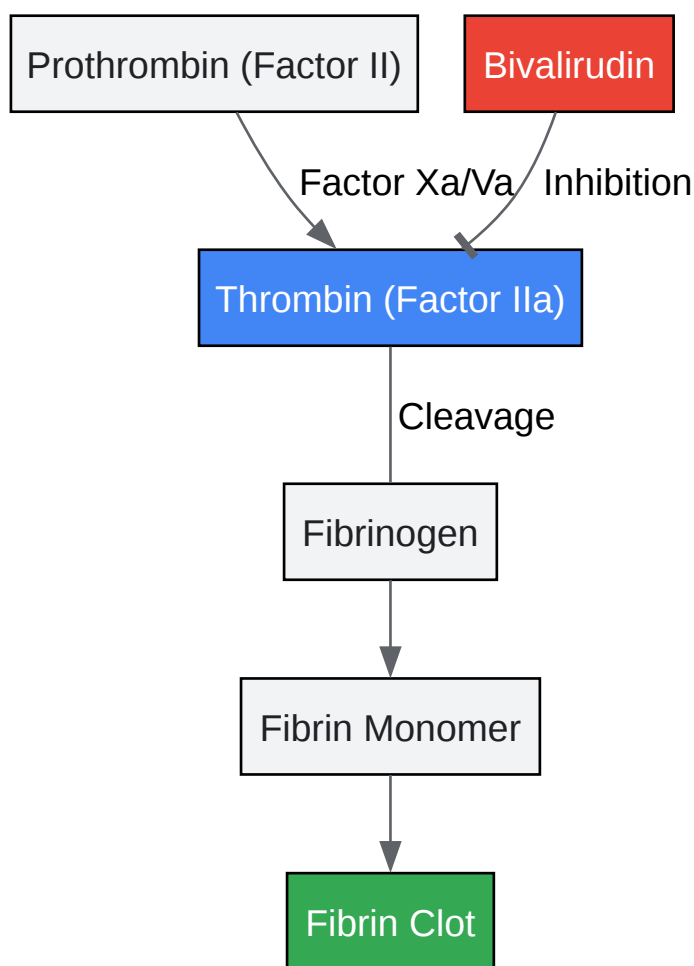 Prothrombin (Factor II)
Bivalirudin
Factor Xa/Va
Inhibition
Thrombin (Factor IIa)
Cleavage
Fibrinogen
Fibrin Monomer
Fibrin Clot